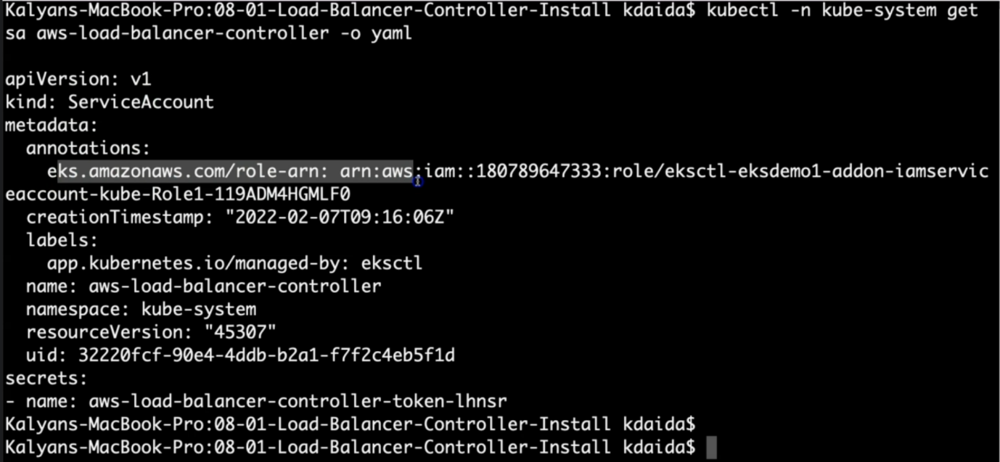 Kalyans-MacBook-Pro:08-01-Load-Balancer-Controller-Install kdaida$ kubectl -n kube-system get
sa aws-load-balancer-controller -o yaml
apiVersion: v1
kind: ServiceAccount
metadata:
  annotations:
    eks.amazonaws.com/role-arn: arn:aws:iam::180789647333:role/eksctl-eksdemo1-addon-iamservic
eaccount-kube-Role1-119ADM4HGMLF0
  creationTimestamp: "2022-02-07T09:16:06Z"
  labels:
    app.kubernetes.io/managed-by: eksctl
  name: aws-load-balancer-controller
  namespace: kube-system
  resourceVersion: "45307"
  uid: 32220fcf-90e4-4ddb-b2a1-f7f2c4eb5f1d
secrets:
- name: aws-load-balancer-controller-token-lhnsr
Kalyans-MacBook-Pro:08-01-Load-Balancer-Controller-Install kdaida$
Kalyans-MacBook-Pro:08-01-Load-Balancer-Controller-Install kdaida$